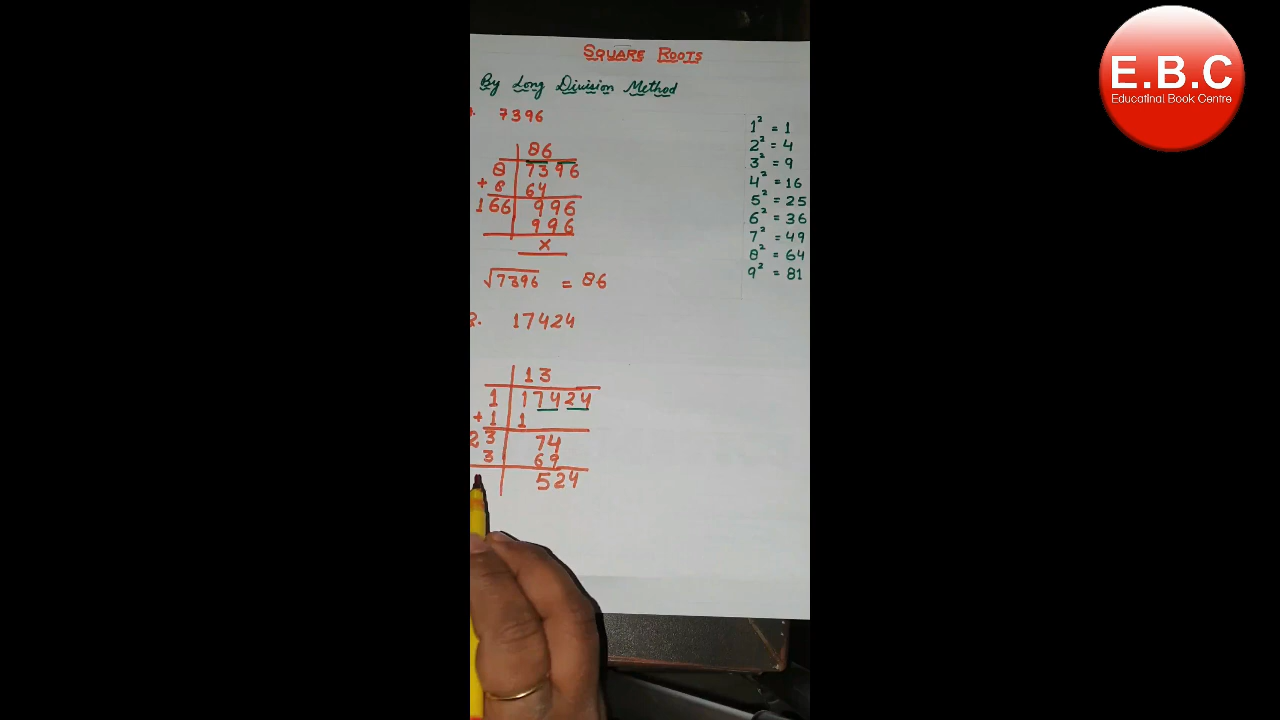 SQUARE ROOTS
By Long Division Method
7396
86
8 7396
+ 8 64
166 996
996
x
√7396 = 86
17424
13
1 17424
+ 1 1
23 74
3 69
524
1² = 1
2² = 4
3² = 9
4² = 16
5² = 25
6² = 36
7² = 49
8² = 64
9² = 81
E.B.C
Educatinal Book Centre